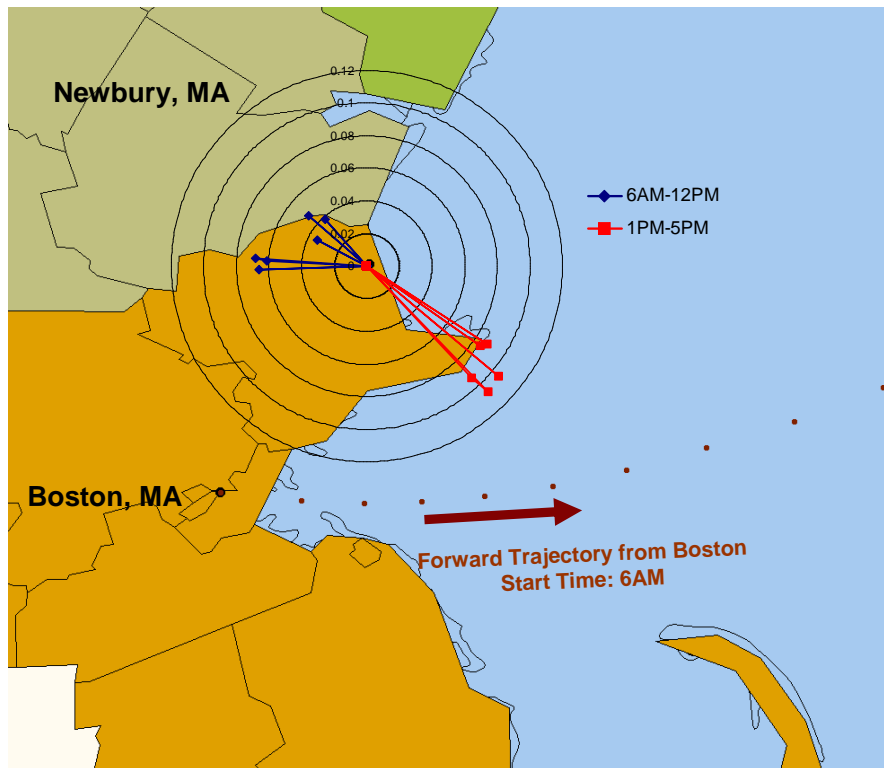 0.12
Newbury, MA
0.1
0.08
0.06
0.04
0.02
0
6AM-12PM
1PM-5PM
Boston, MA
Forward Trajectory from Boston
Start Time: 6AM